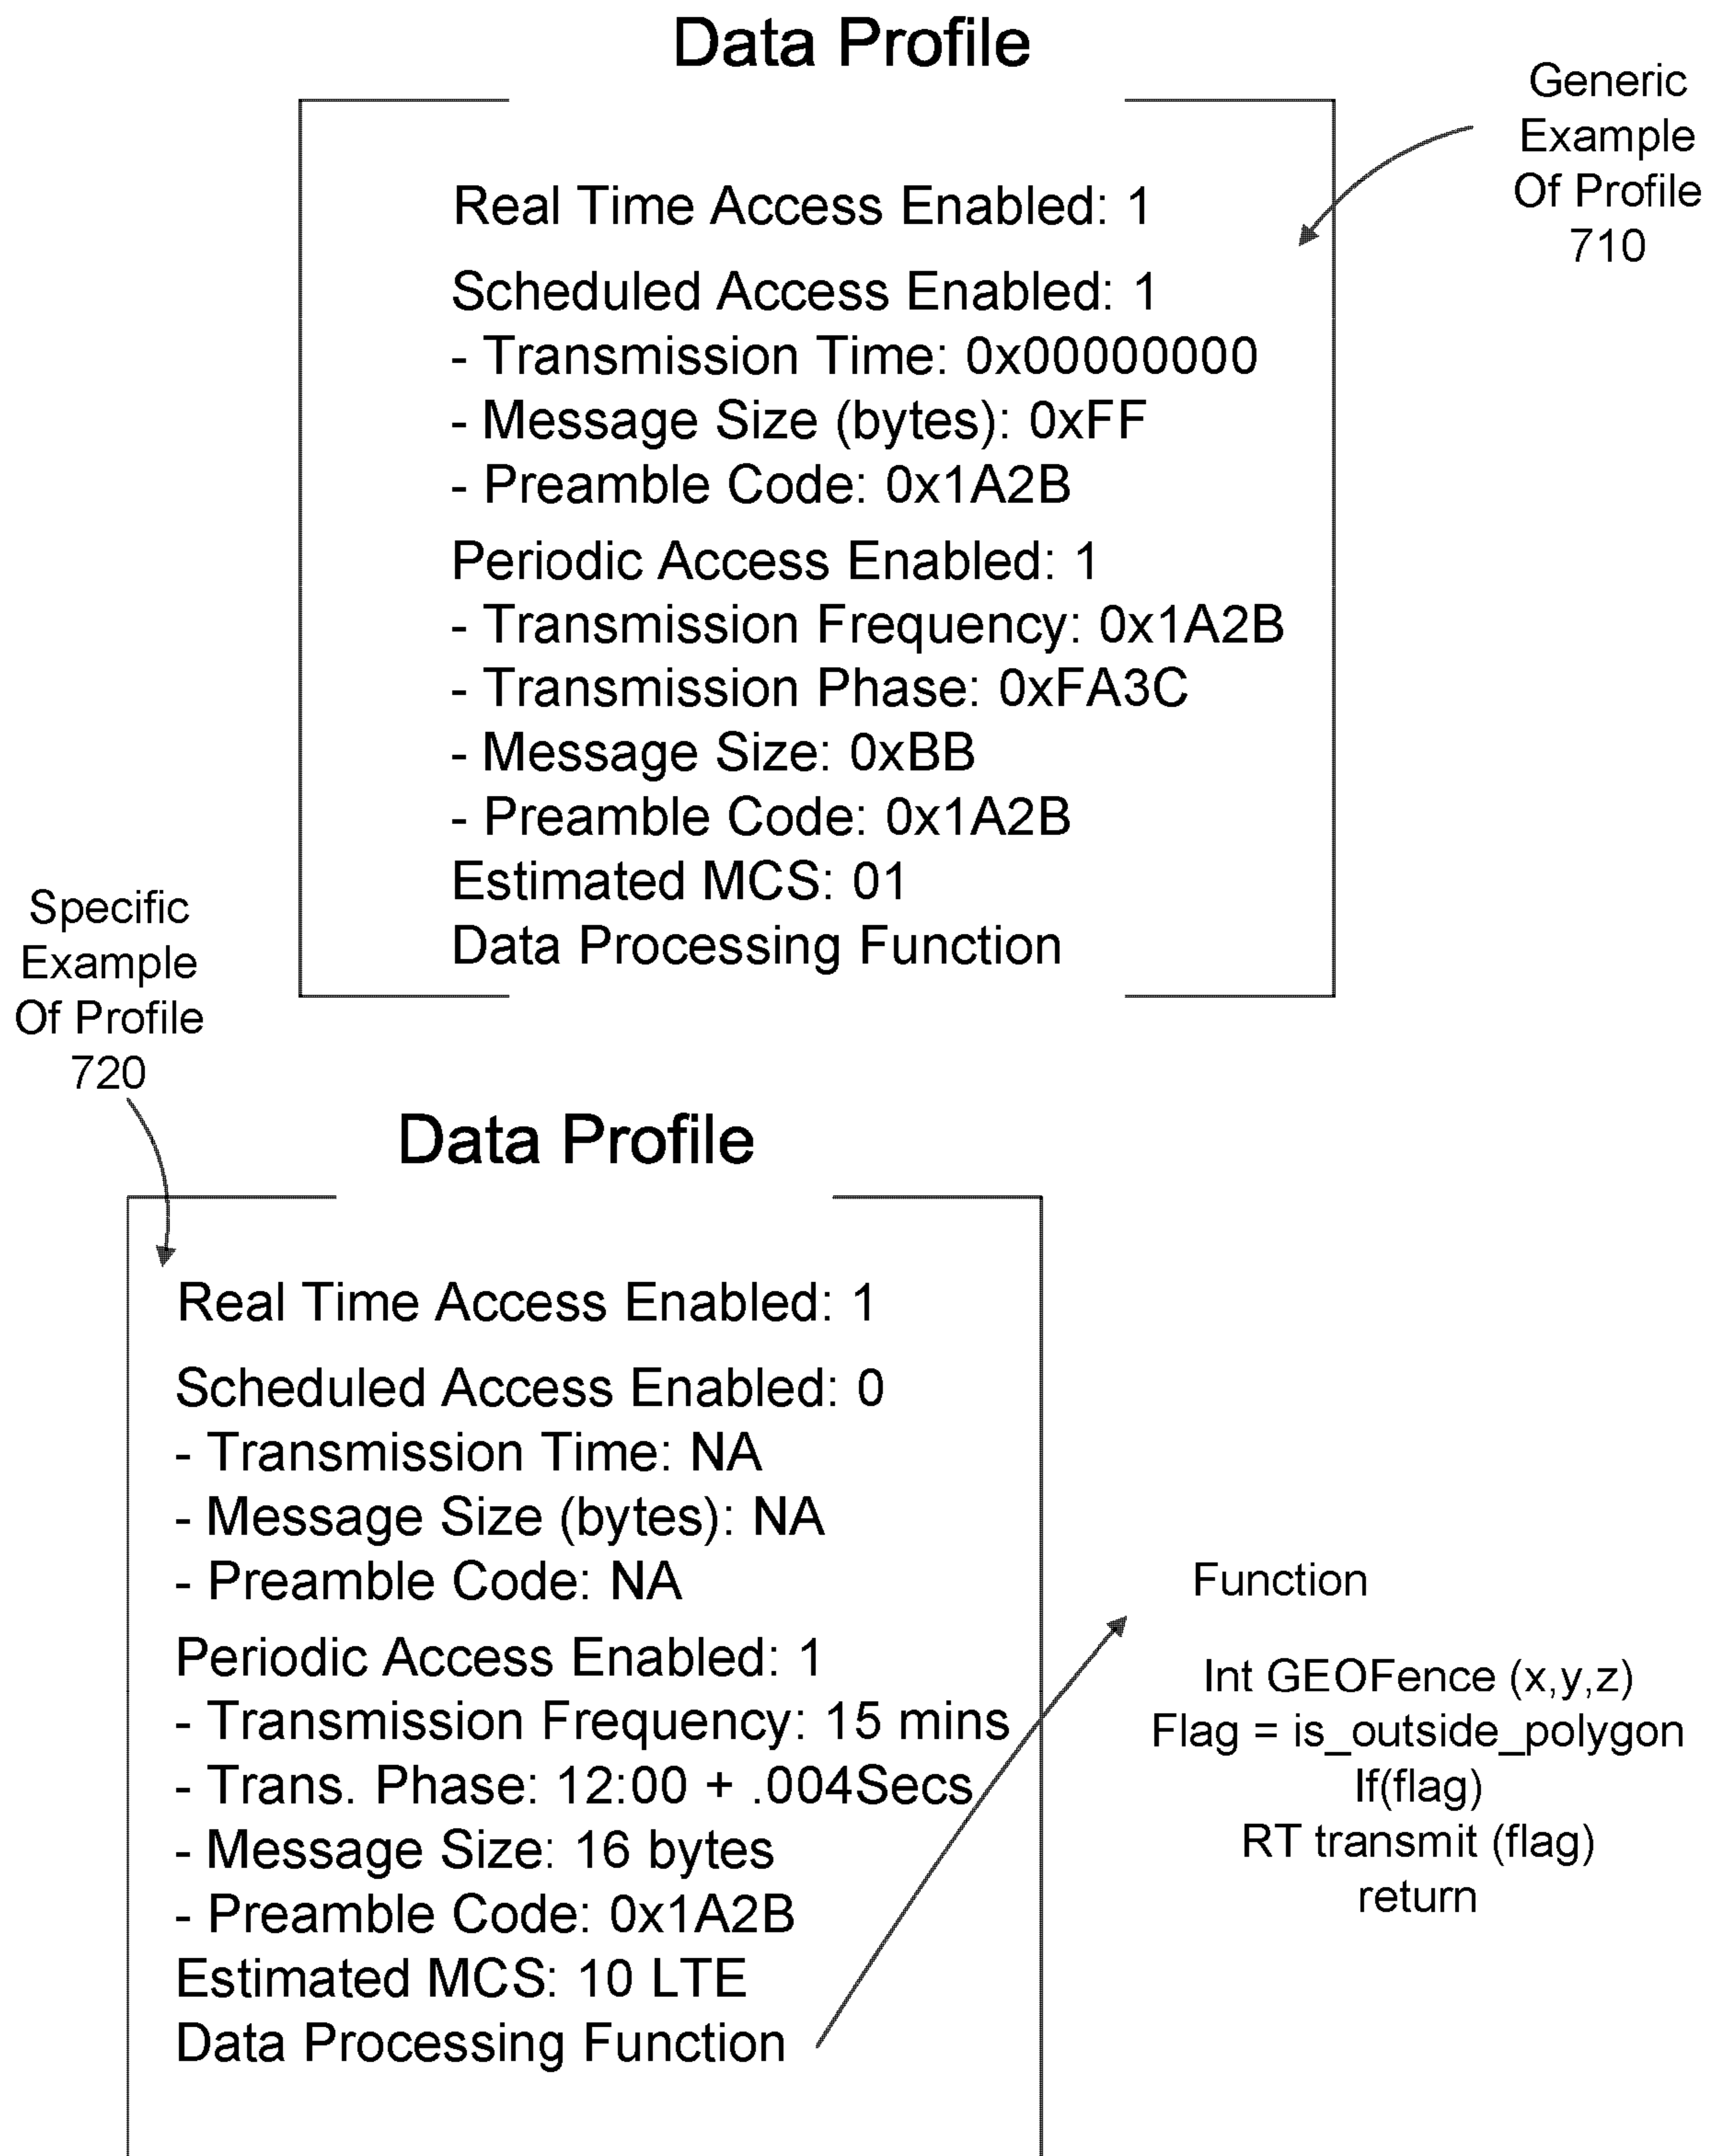 Data Profile
Generic
Example
Of Profile
710
Real Time Access Enabled: 1
Scheduled Access Enabled: 1
- Transmission Time: 0x00000000
- Message Size (bytes): 0xFF
- Preamble Code: 0x1A2B
Periodic Access Enabled: 1
- Transmission Frequency: 0x1A2B
- Transmission Phase: 0xFA3C
- Message Size: 0xBB
- Preamble Code: 0x1A2B
Estimated MCS: 01
Data Processing Function
Specific
Example
Of Profile
720
Data Profile
Real Time Access Enabled: 1
Scheduled Access Enabled: 0
- Transmission Time: NA
- Message Size (bytes): NA
- Preamble Code: NA
Periodic Access Enabled: 1
- Transmission Frequency: 15 mins
- Trans. Phase: 12:00 + .004Secs
- Message Size: 16 bytes
- Preamble Code: 0x1A2B
Estimated MCS: 10 LTE
Data Processing Function
Function
Int GEOFence (x,y,z)
Flag = is_outside_polygon
If(flag)
RT transmit (flag)
return